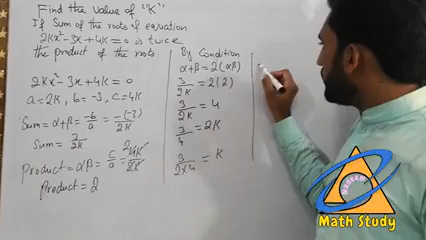 Find the value of "K"
If Sum of the roots of equation
2Kx²-3x+4K=0 is twice
the product of the roots
2Kx²-3x+4K=0
a=2K, b=-3, c=4K
Sum=α+β=-b/a=-(-3)/2K
Sum=3/2K
Product=αβ=c/a=4K/2K
Product=2
By Condition
α+β=2(αβ)
3/2K=2(2)
3/2K=4
3/4=2K
3/2×4=K
Math Study